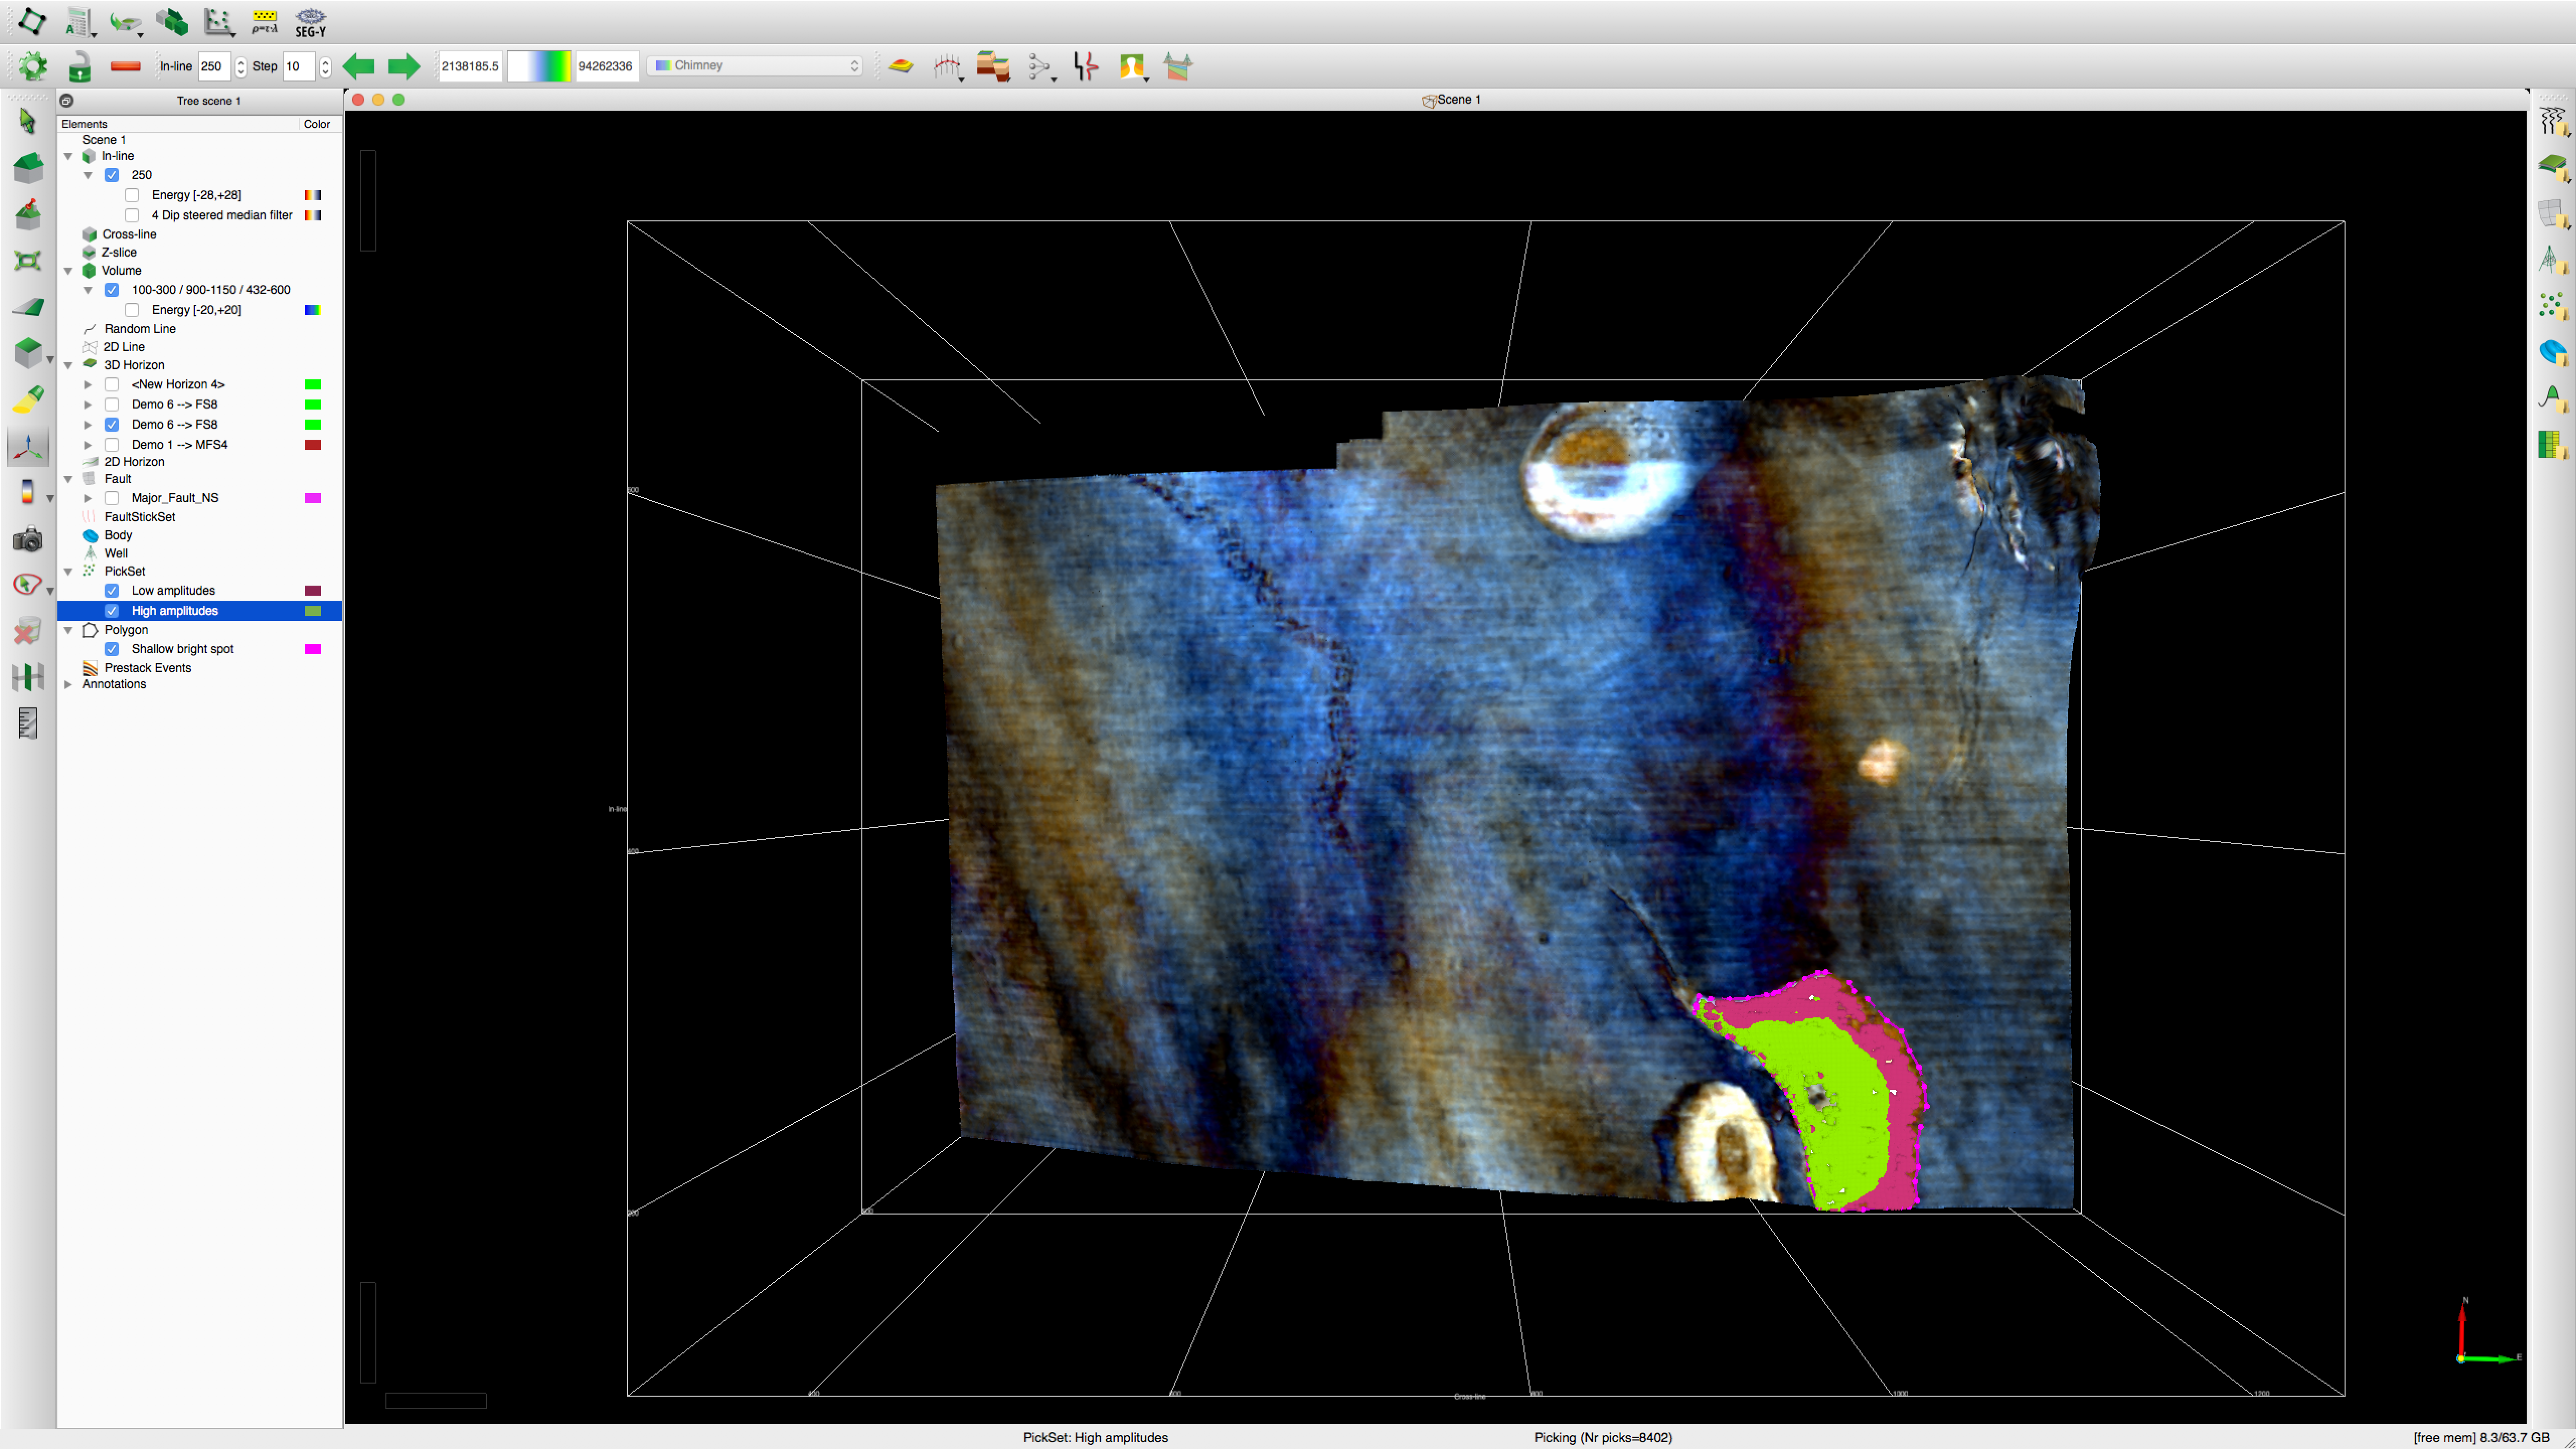 ρ=τ·λ
SEG-Y
In-line 250 Step 10 2138185.5 94262336 Chimney
Tree scene 1
Scene 1
Elements Color
Scene 1
In-line
250
Energy [-28,+28]
4 Dip steered median filter
Cross-line
Z-slice
Volume
100-300 / 900-1150 / 432-600
Energy [-20,+20]
Random Line
2D Line
3D Horizon
<New Horizon 4>
Demo 6 --> FS8
Demo 6 --> FS8
Demo 1 --> MFS4
2D Horizon
Fault
Major_Fault_NS
FaultStickSet
Body
Well
PickSet
Low amplitudes
High amplitudes
Polygon
Shallow bright spot
Prestack Events
Annotations
In-line
Cross-line
1000
1200
N
E
PickSet: High amplitudes
Picking (Nr picks=8402)
[free mem] 8.3/63.7 GB